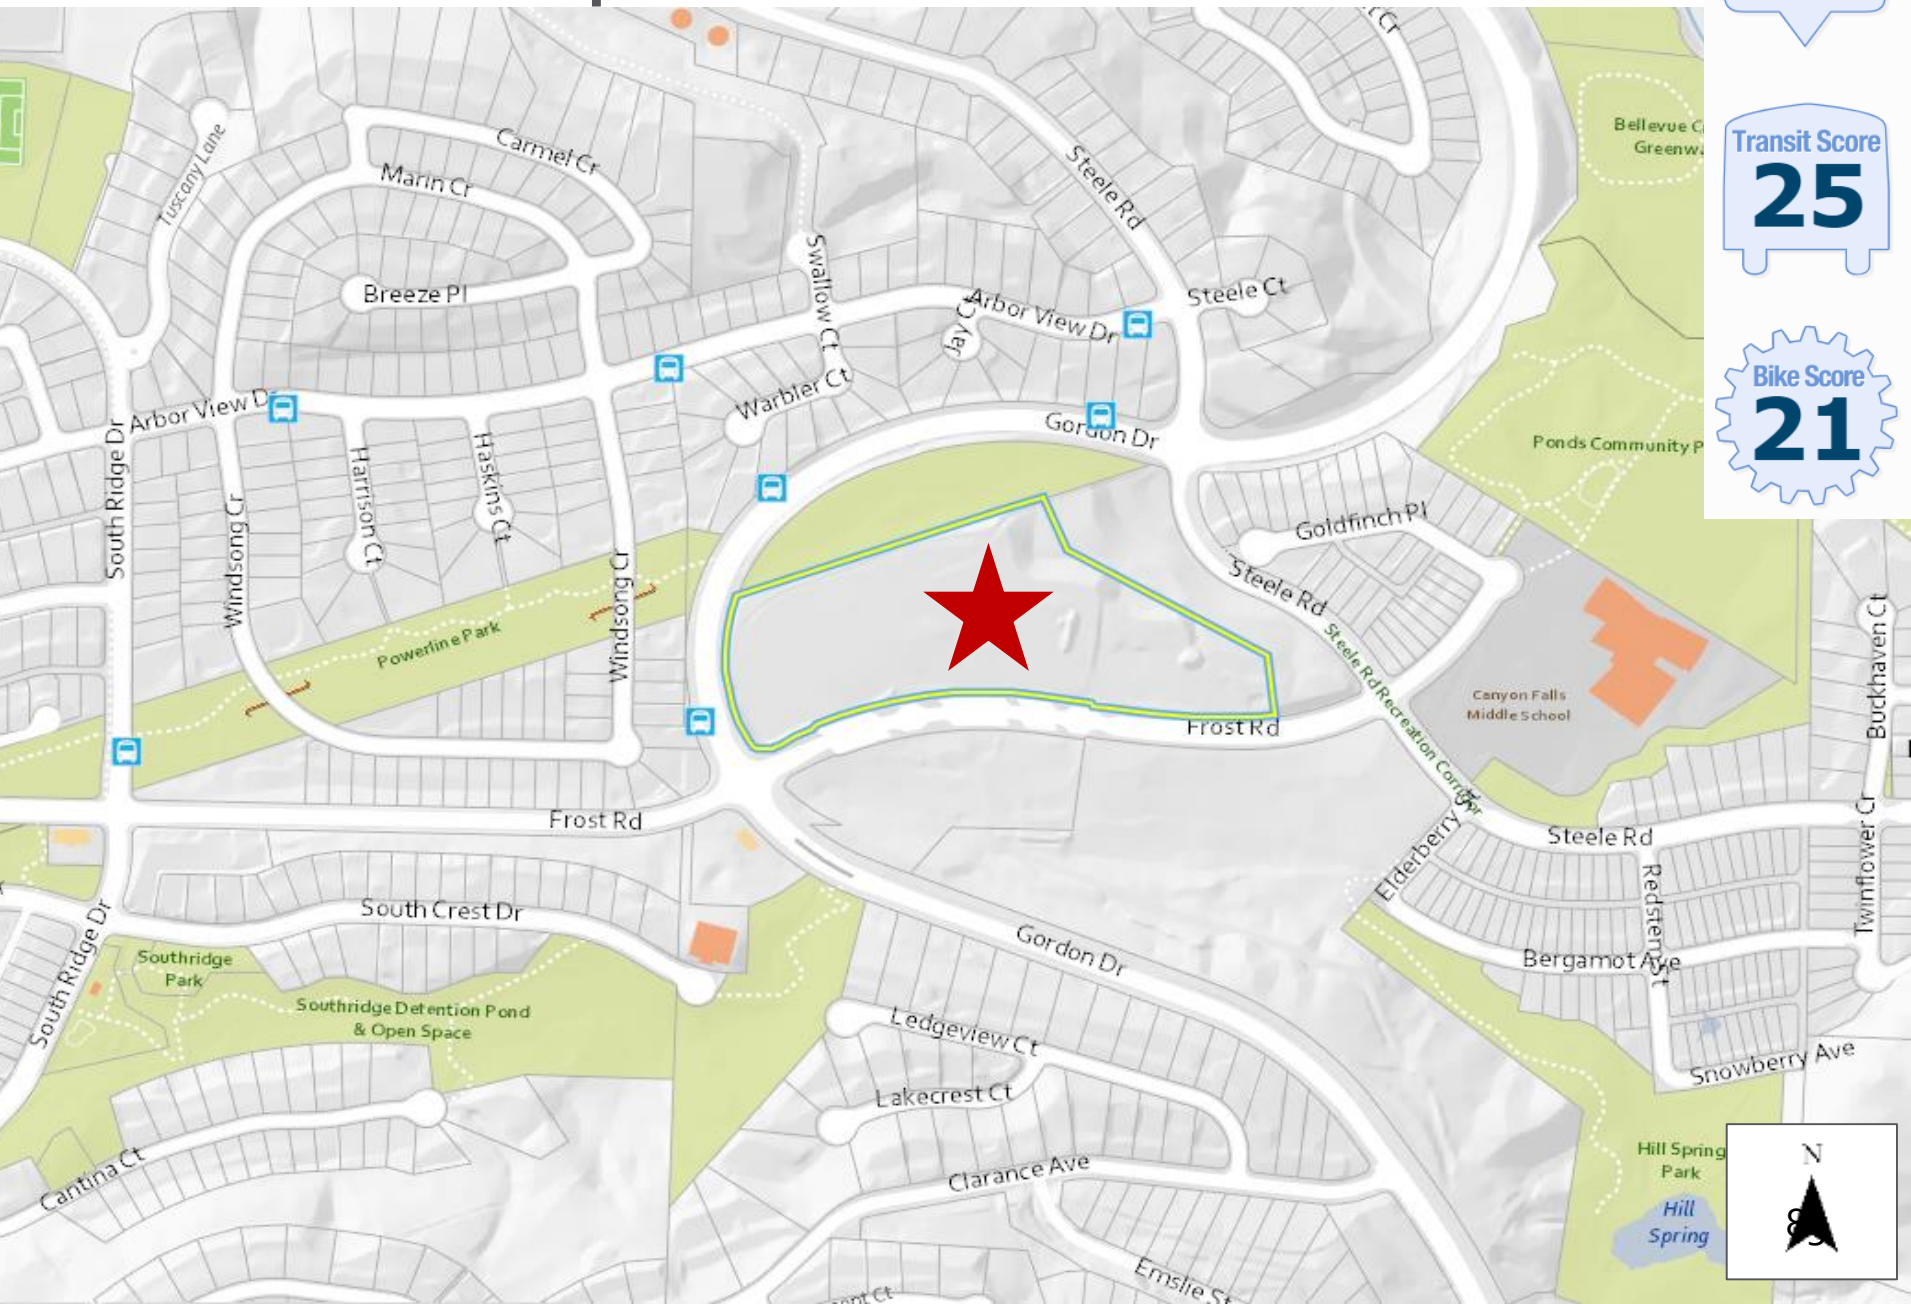 Carmel Cr
Marin Cr
Tuscany Lane
Breeze Pl
Steele Rd
Swallow Ct
Steele Ct
Arbor View Dr
Jay Ct
Warbler Ct
Gordon Dr
Arbor View Dr
South Ridge Dr
Windsong Cr
Harrison Ct
Haskins Ct
Windsong Cr
Powerline Park
Goldfinch Pl
Steele Rd
Steele Rd Recreation Corridor
Canyon Falls
Middle School
Ponds Community P
Bellevue C
Greenw
Transit Score
25
Bike Score
21
Buckhaven Ct
Frost Rd
Frost Rd
Steele Rd
Elderberry
Redstem St
Twinflower Cr
Bergamot Ave
Snowberry Ave
South Crest Dr
South Ridge Dr
Southridge
Park
Southridge Detention Pond
& Open Space
Gordon Dr
Ledgeview Ct
Lakecrest Ct
Cantina Ct
Clarance Ave
Emslie St
Hill Spring
Park
Hill
Spring
N